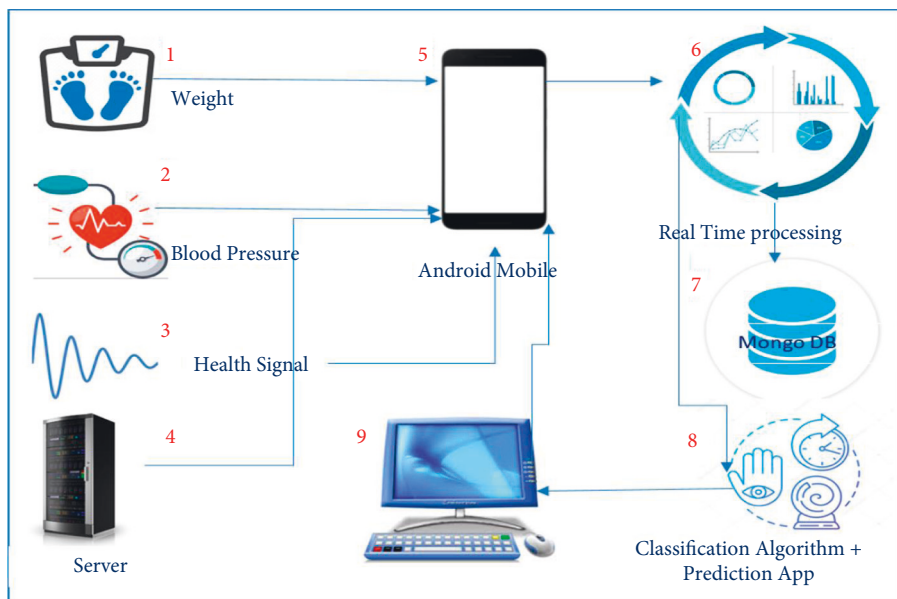 1
5
6
Weight
2
Blood Pressure
Android Mobile
Real Time processing
7
3
Health Signal
Mongo DB
4
9
8
Server
Classification Algorithm +
Prediction App